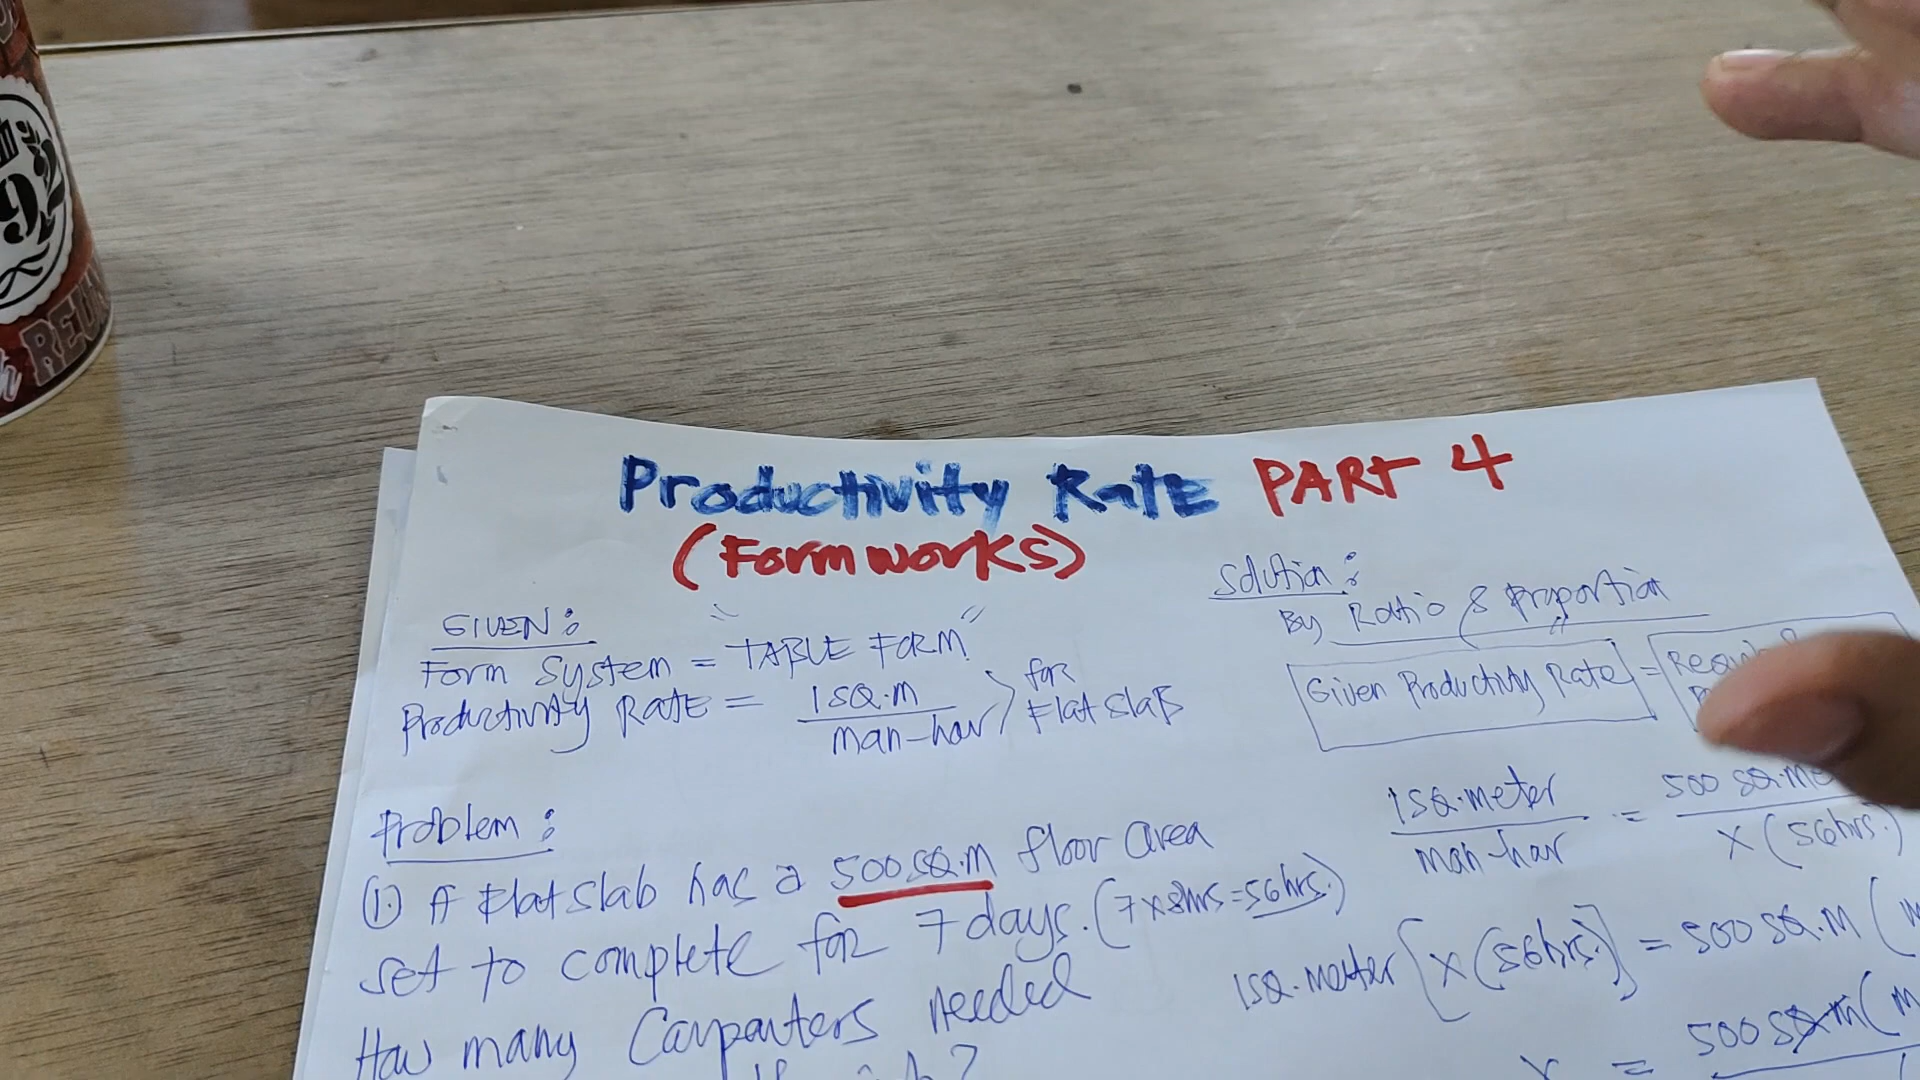 92
REU
Productivity Rate PART 4
(Formworks)
GIVEN:
Form System = "TABLE FORM"
Productivity Rate = 1 SQ.M / man-hour
for Flat Slab
Problem:
(1.) A Flat Slab has a 500 SQ.M floor area
set to complete for 7 days. (7x8hrs=56hrs.)
How many Carpenters needed
Solution:
By Ratio & Proportion
Given Productivity Rate =
1 SQ.meter / man-hour = 500 SQ.me / X (56hrs.)
1 SQ.meter [X (56hrs.)] = 500 SQ.M (
X = 500 SQ.m (